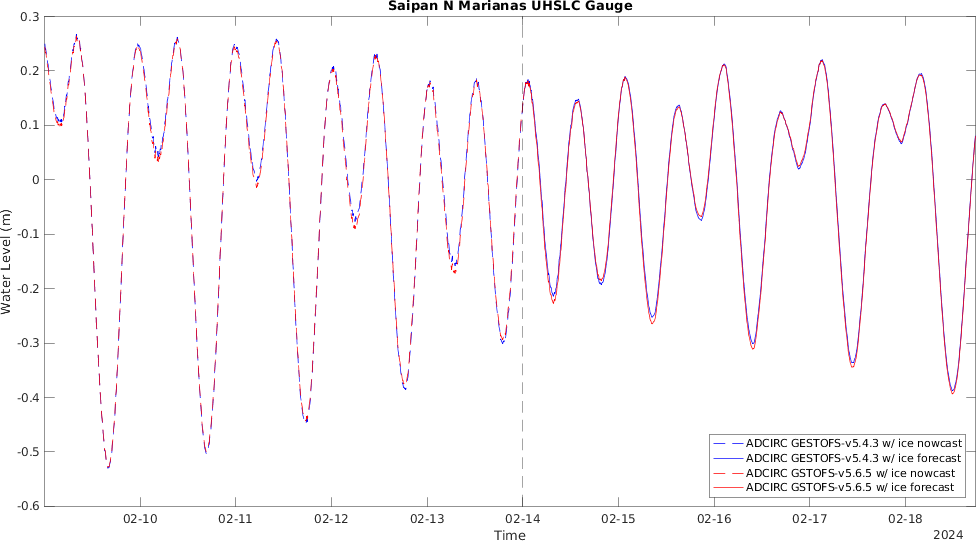 Saipan N Marianas UHSLC Gauge
0.3
0.2
0.1
0
-0.1
-0.2
-0.3
-0.4
-0.5
-0.6
Water Level (m)
ADCIRC GESTOFS-v5.4.3 w/ ice nowcast
ADCIRC GESTOFS-v5.4.3 w/ ice forecast
ADCIRC GSTOFS-v5.6.5 w/ ice nowcast
ADCIRC GSTOFS-v5.6.5 w/ ice forecast
02-10 02-11 02-12 02-13 02-14 02-15 02-16 02-17 02-18
Time
2024